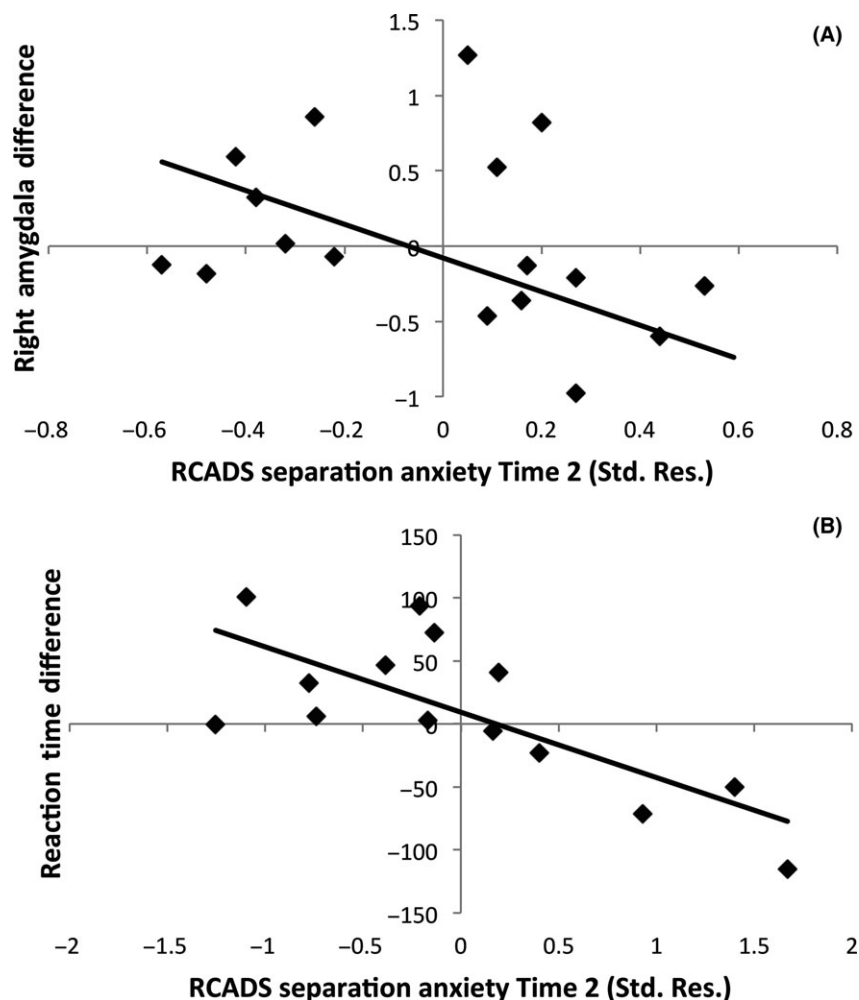 (A)
Right amygdala difference
1.5
1
0.5
0
−0.5
−1
−0.8 −0.6 −0.4 −0.2 0 0.2 0.4 0.6 0.8
RCADS separation anxiety Time 2 (Std. Res.)
(B)
Reaction time difference
150
100
50
0
−50
−100
−150
−2 −1.5 −1 −0.5 0 0.5 1 1.5 2
RCADS separation anxiety Time 2 (Std. Res.)